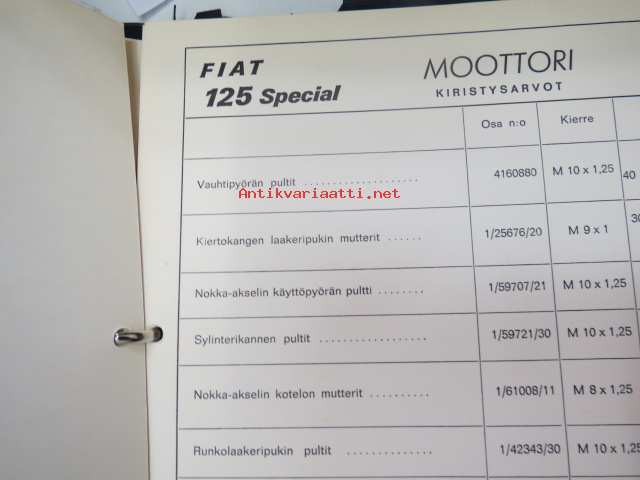 FIAT MOOTTORI
125 Special KIRISTYSARVOT
Osa n:o Kierre
Vauhtipyörän pultit .................... 4160880 M 10 x 1,25 40
Antikvariaatti.net
30
Kiertokangen laakeripukin mutterit ...... 1/25676/20 M 9 x 1
Nokka-akselin käyttöpyörän pultti ........ 1/59707/21 M 10 x 1,25
Sylinterikannen pultit .................. 1/59721/30 M 10 x 1,25
Nokka-akselin kotelon mutterit .......... 1/61008/11 M 8 x 1,25
Runkolaakeripukin pultit .............. 1/42343/30 M 10 x 1,25